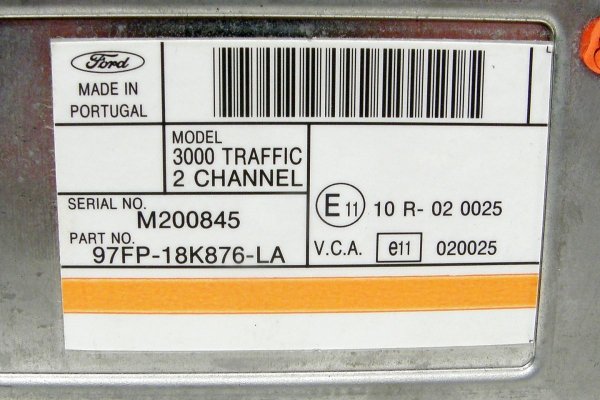 Ford
MADE IN
PORTUGAL
MODEL
3000 TRAFFIC
2 CHANNEL
SERIAL NO.
M200845
PART NO.
97FP-18K876-LA
E 11 10 R- 02 0025
V.C.A. e11 020025